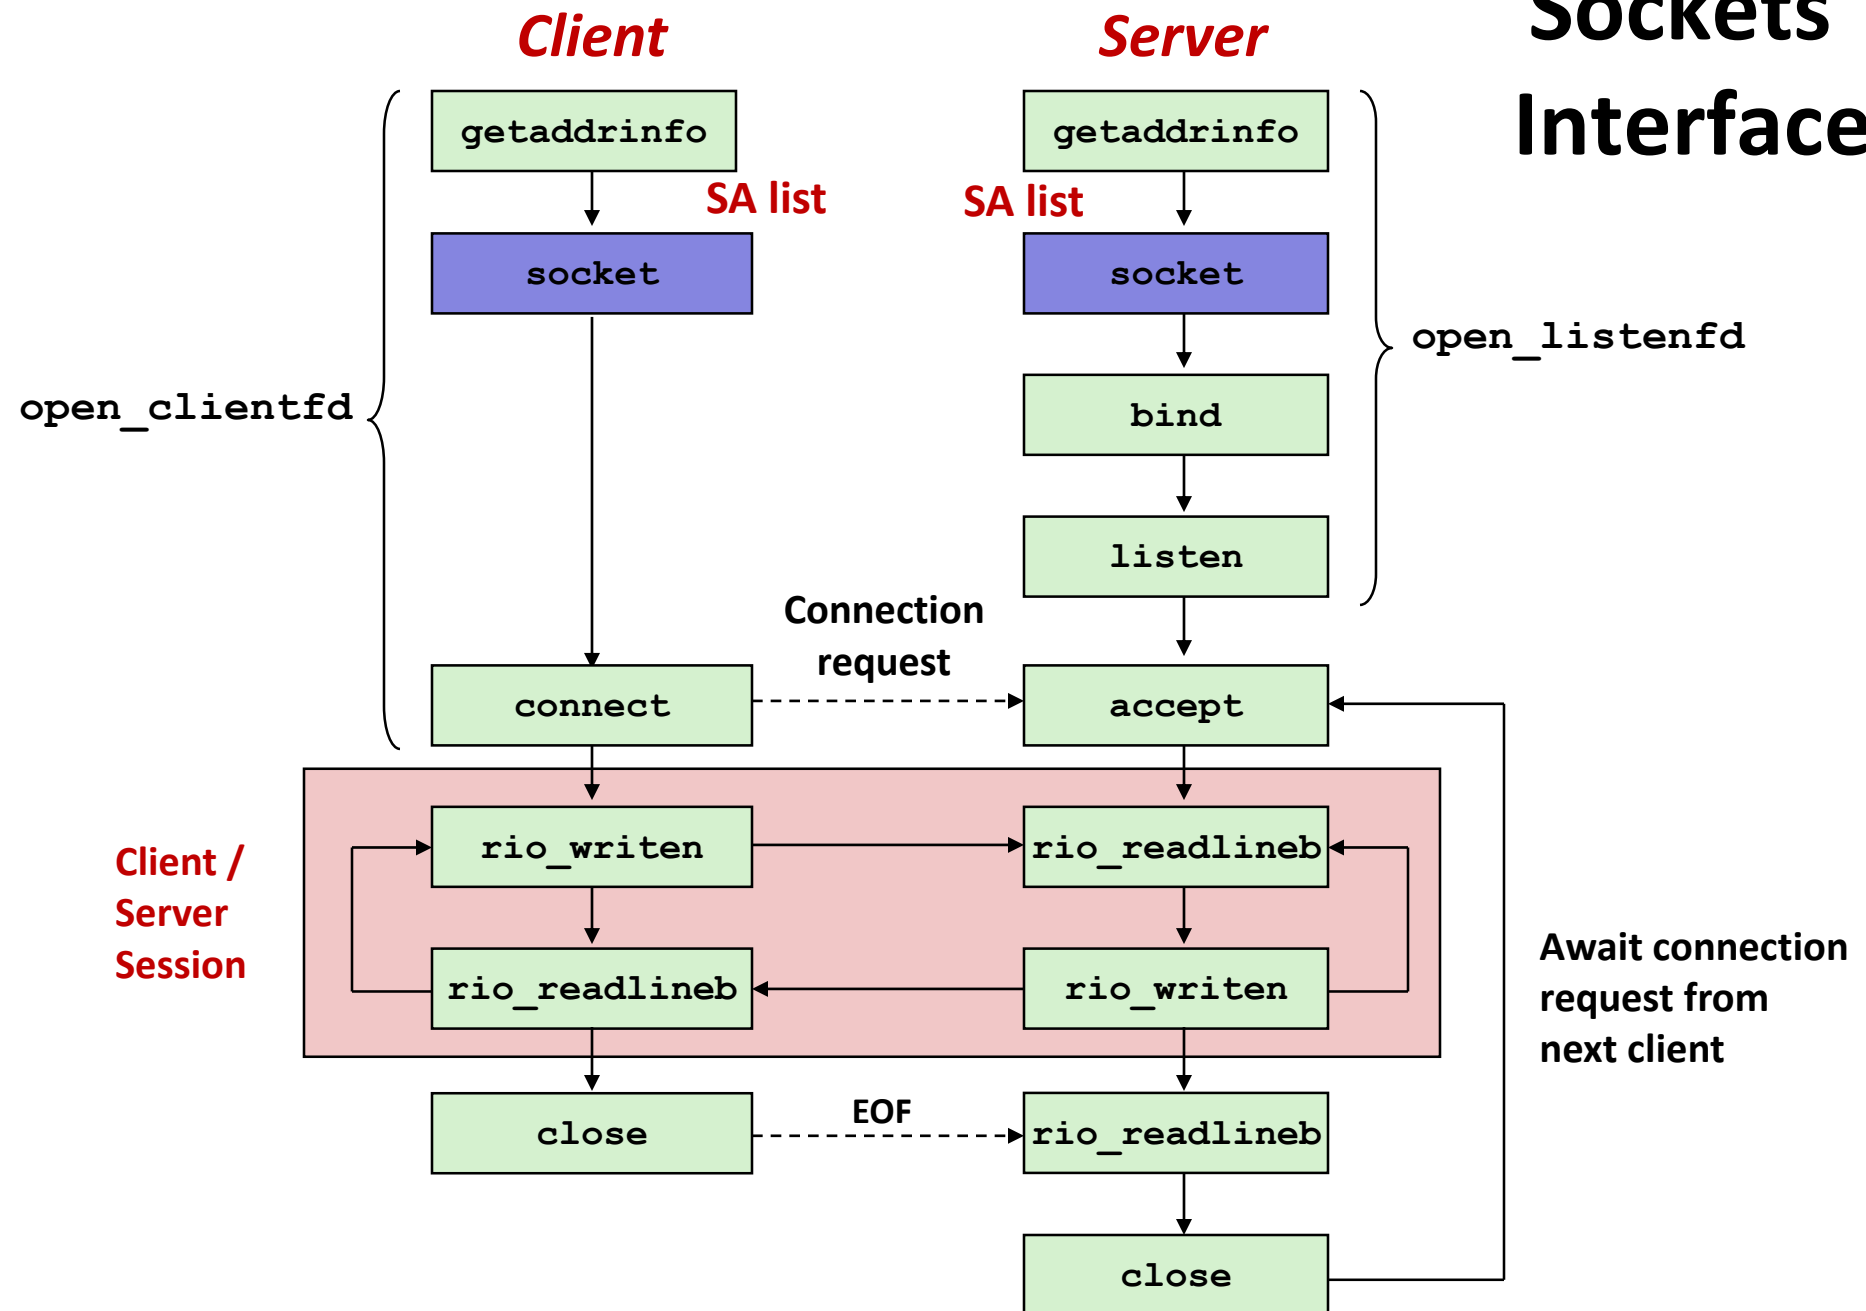 Sockets
Interface
Client
Server
getaddrinfo
getaddrinfo
SA list
SA list
socket
socket
open_listenfd
open_clientfd
bind
listen
Connection
request
connect
accept
Client /
Server
Session
rio_writen
rio_readlineb
rio_readlineb
rio_writen
Await connection
request from
next client
close
EOF
rio_readlineb
close